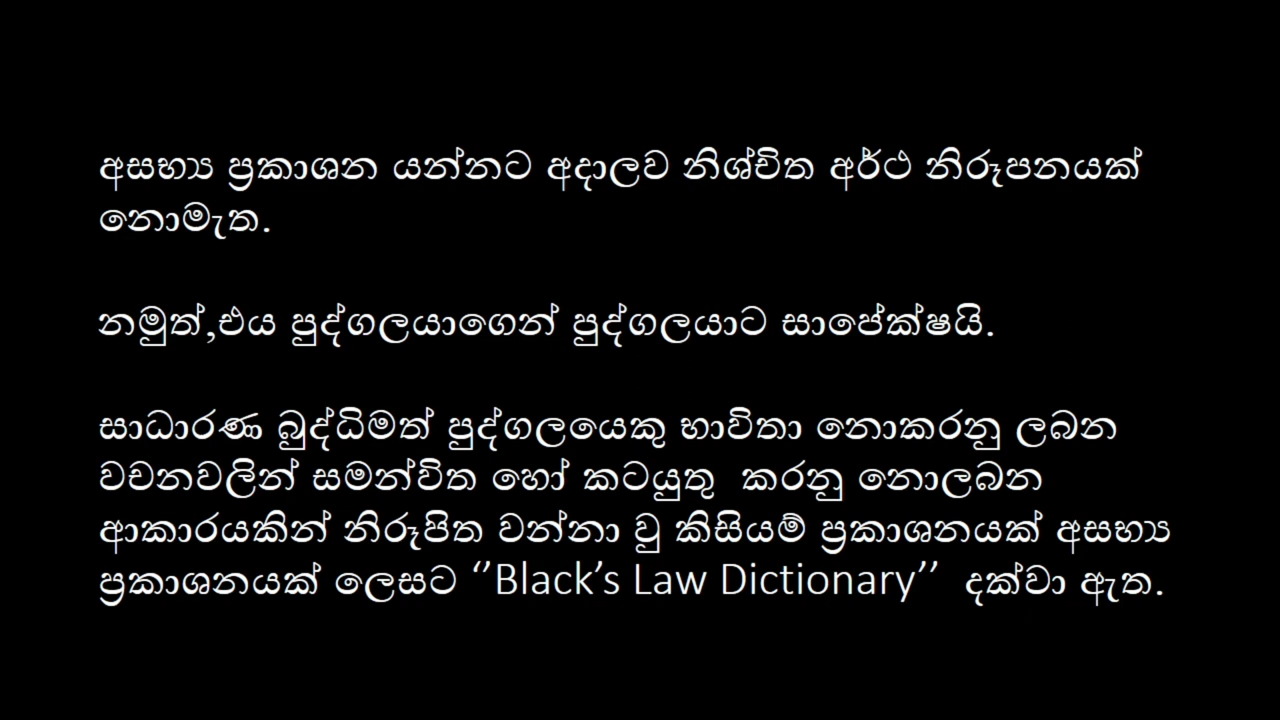 අසභ්‍ය ප්‍රකාශන යන්නට අදාලව නිශ්චිත අර්ථ නිරූපනයක්
නොමැත.
නමුත්,එය පුද්ගලයාගෙන් පුද්ගලයාට සාපේක්ෂයි.
සාධාරණ බුද්ධිමත් පුද්ගලයෙකු භාවිතා නොකරනු ලබන
වචනවලින් සමන්විත හෝ කටයුතු  කරනු නොලබන
ආකාරයකින් නිරූපිත වන්නා වු කිසියම් ප්‍රකාශනයක් අසභ්‍ය
ප්‍රකාශනයක් ලෙසට ‘’Black’s Law Dictionary’’  දක්වා ඇත.